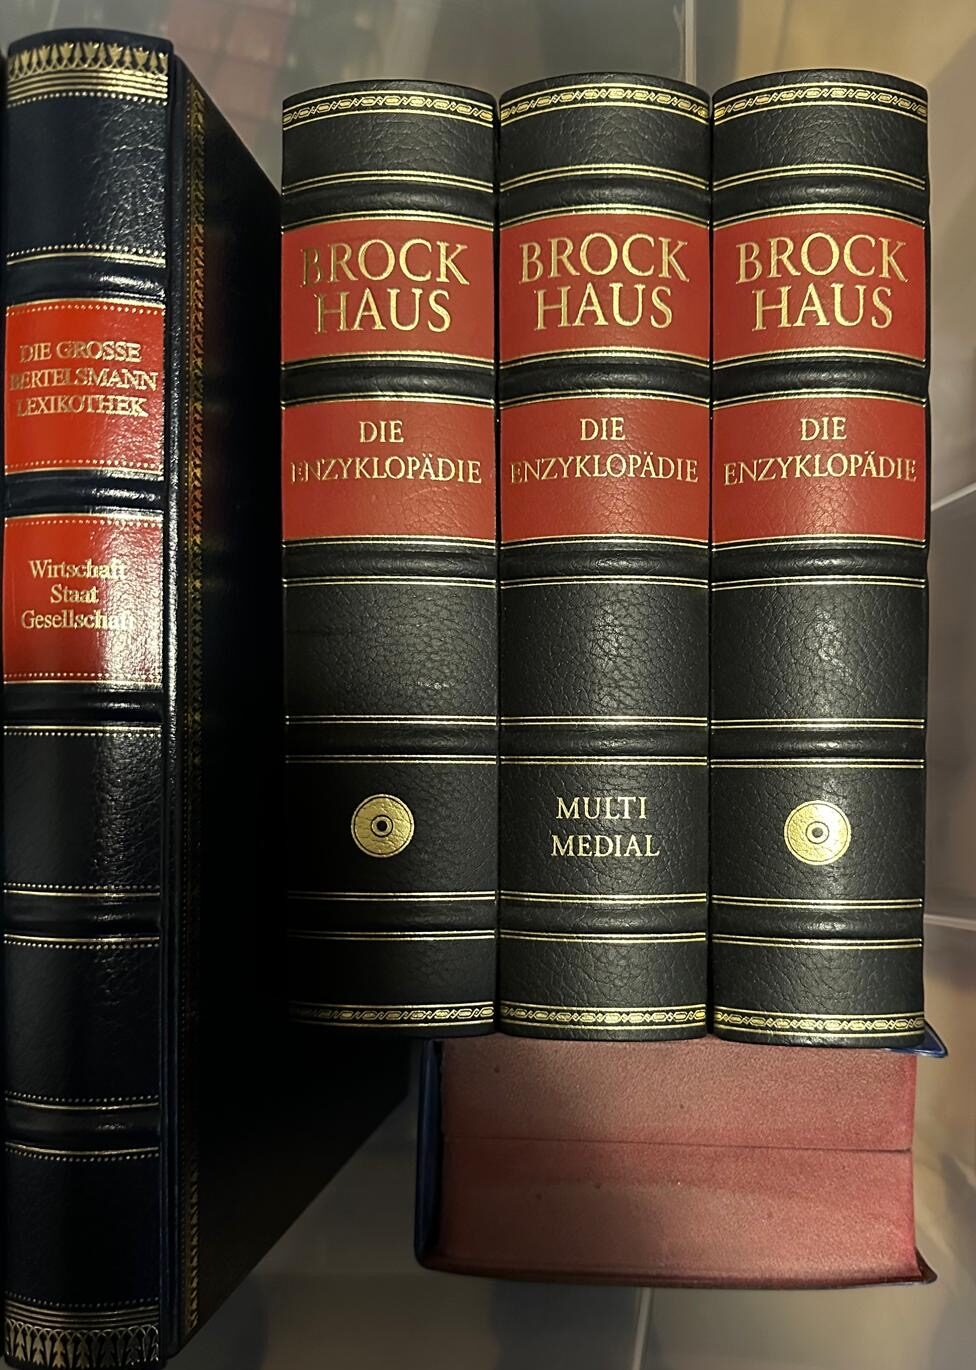 DIE GROSSE
BERTELSMANN
LEXIKOTHEK
Wirtschaft
Staat
Gesellschaft
BROCK
HAUS
DIE
ENZYKLOPÄDIE
BROCK
HAUS
DIE
ENZYKLOPÄDIE
MULTI
MEDIAL
BROCK
HAUS
DIE
ENZYKLOPÄDIE